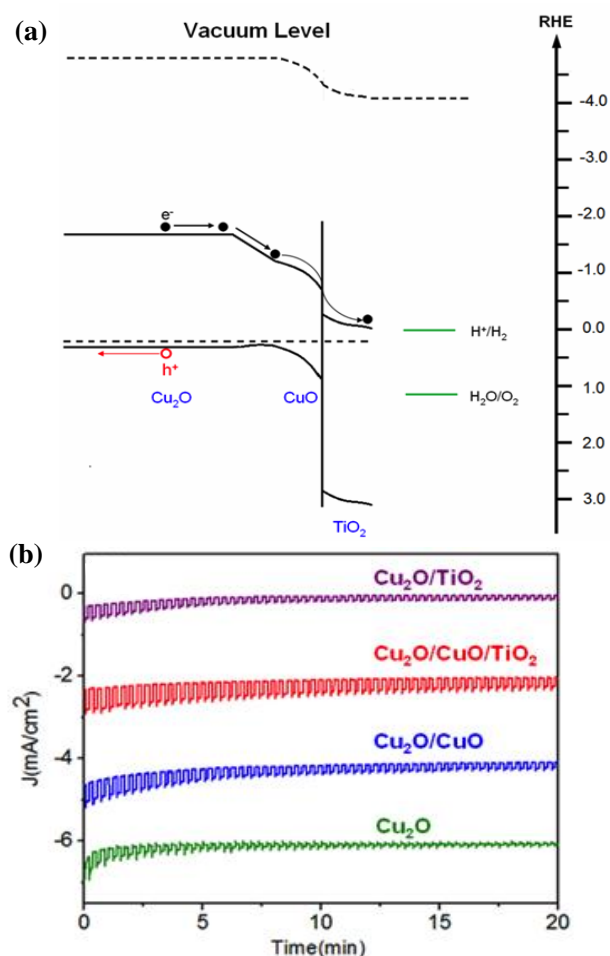 (a)
Vacuum Level
RHE
-4.0
-3.0
-2.0
e-
-1.0
0.0
H⁺/H₂
h⁺
1.0
Cu₂O
CuO
H₂O/O₂
2.0
3.0
TiO₂
(b)
0
Cu₂O/TiO₂
-2
Cu₂O/CuO/TiO₂
J(mA/cm²)
-4
Cu₂O/CuO
Cu₂O
-6
0
5
10
15
20
Time(min)